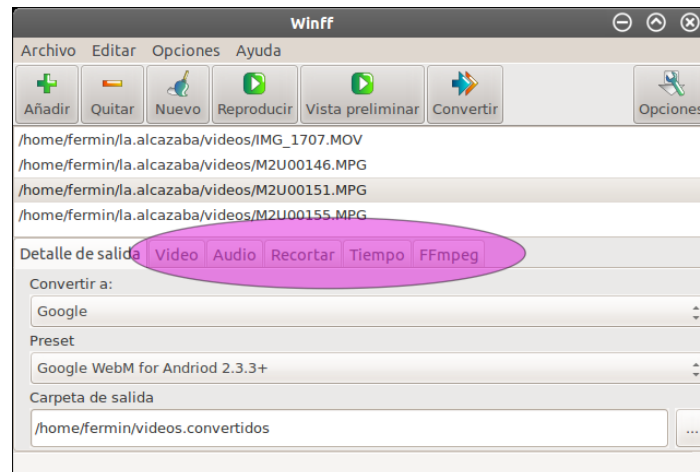 Winff
Archivo Editar Opciones Ayuda
Añadir Quitar Nuevo Reproducir Vista preliminar Convertir Opciones
/home/fermin/la.alcazaba/videos/IMG_1707.MOV
/home/fermin/la.alcazaba/videos/M2U00146.MPG
/home/fermin/la.alcazaba/videos/M2U00151.MPG
/home/fermin/la.alcazaba/videos/M2U00155.MPG
Detalle de salida Video Audio Recortar Tiempo FFmpeg
Convertir a:
Google
Preset
Google WebM for Andriod 2.3.3+
Carpeta de salida
/home/fermin/videos.convertidos
...